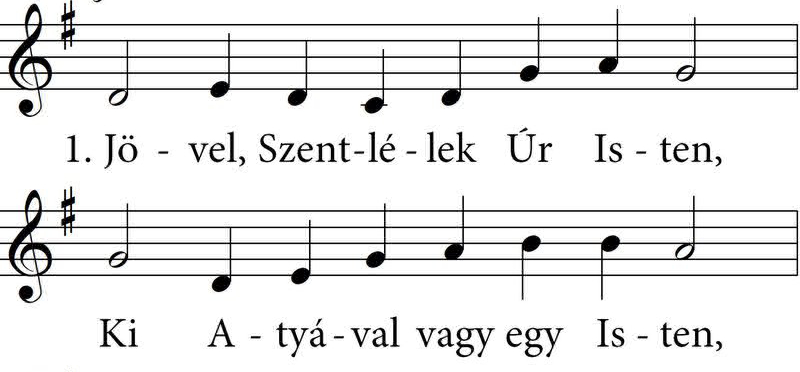 1. Jö - vel, Szent-lé - lek Úr Is - ten,
Ki A - tyá-val vagy egy Is - ten,